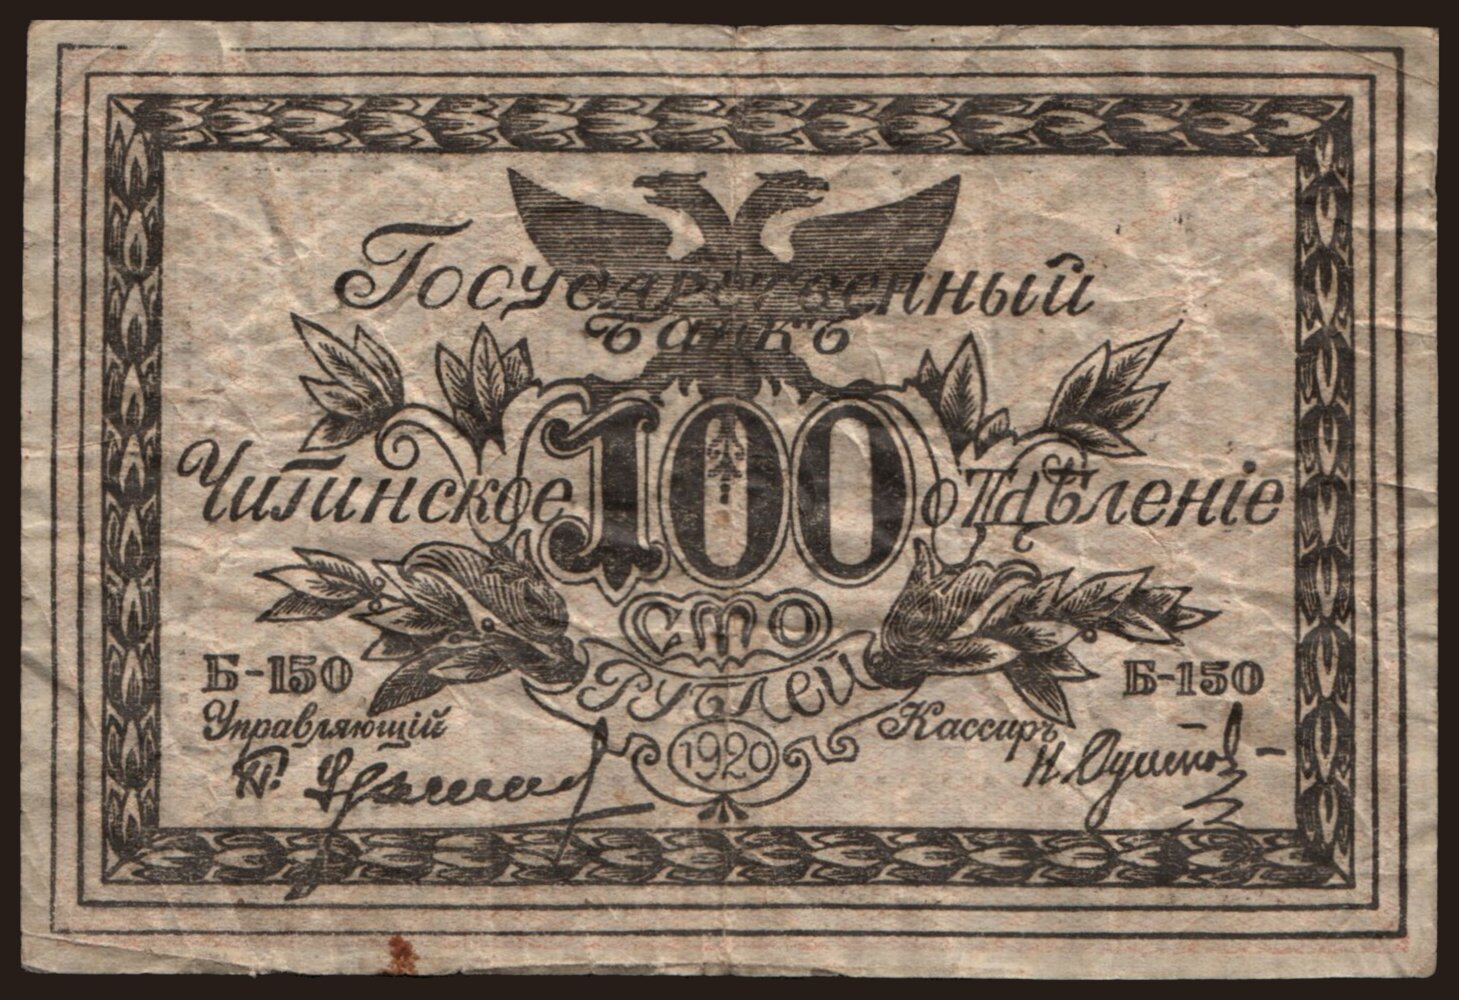 Государственный
Банкъ
Читинское 100 отдѣленіе
сто
рублей
Б-150 Б-150
Управляющій Кассиръ
1920